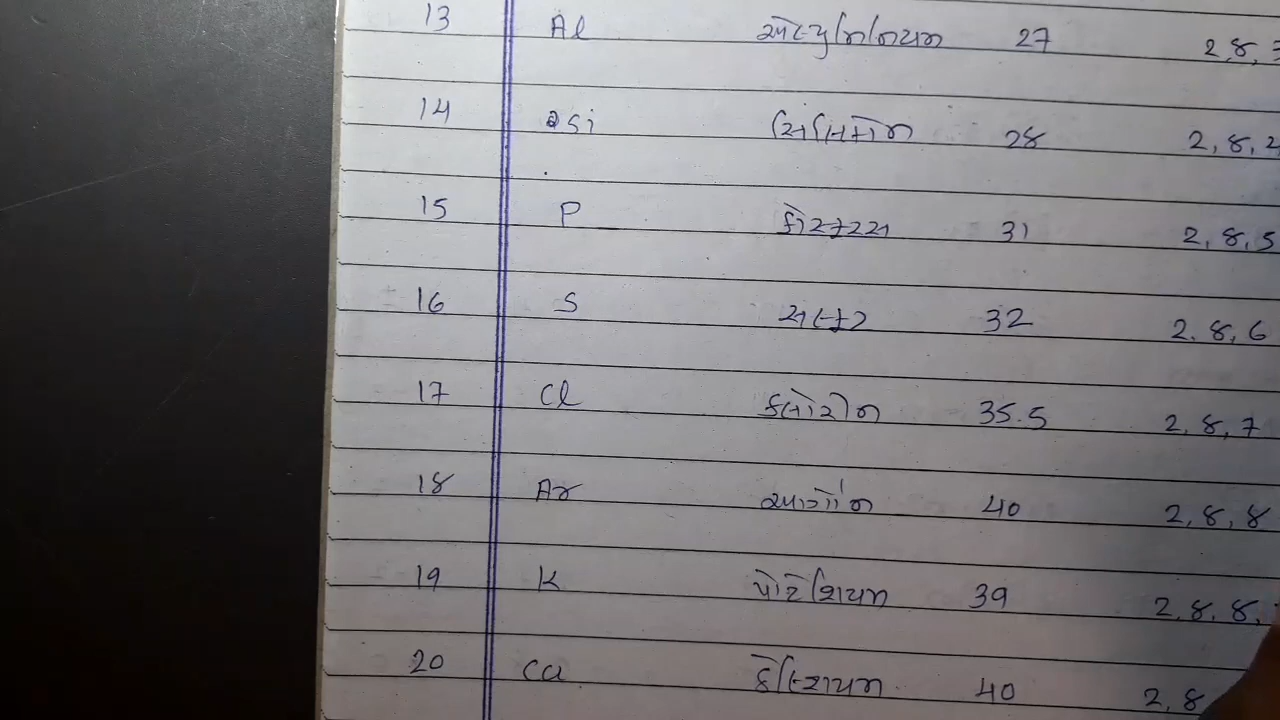 13 Al એલ્યુમિનિયમ 27 2,8,3
14 Si સિલિકોન 28 2,8,4
15 P ફોસ્ફરસ 31 2,8,5
16 S સલ્ફર 32 2,8,6
17 Cl ક્લોરીન 35.5 2,8,7
18 Ar આર્ગોન 40 2,8,8
19 K પોટેશિયમ 39 2,8,8,
20 Ca કેલ્શિયમ 40 2,8